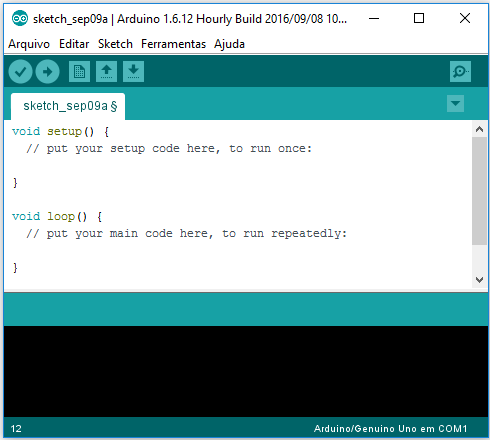 sketch_sep09a | Arduino 1.6.12 Hourly Build 2016/09/08 10...
Arquivo Editar Sketch Ferramentas Ajuda
sketch_sep09a §
void setup() {
  // put your setup code here, to run once:
}
void loop() {
  // put your main code here, to run repeatedly:
}
12 Arduino/Genuino Uno em COM1